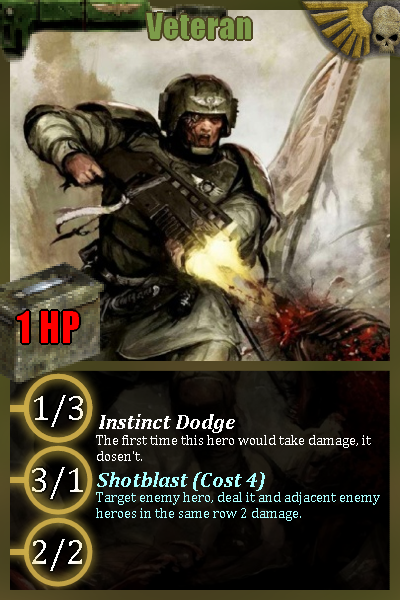 Veteran
1 HP
1/3
Instinct Dodge
The first time this hero would take damage, it
dosen't.
3/1
Shotblast (Cost 4)
Target enemy hero, deal it and adjacent enemy
heroes in the same row 2 damage.
2/2